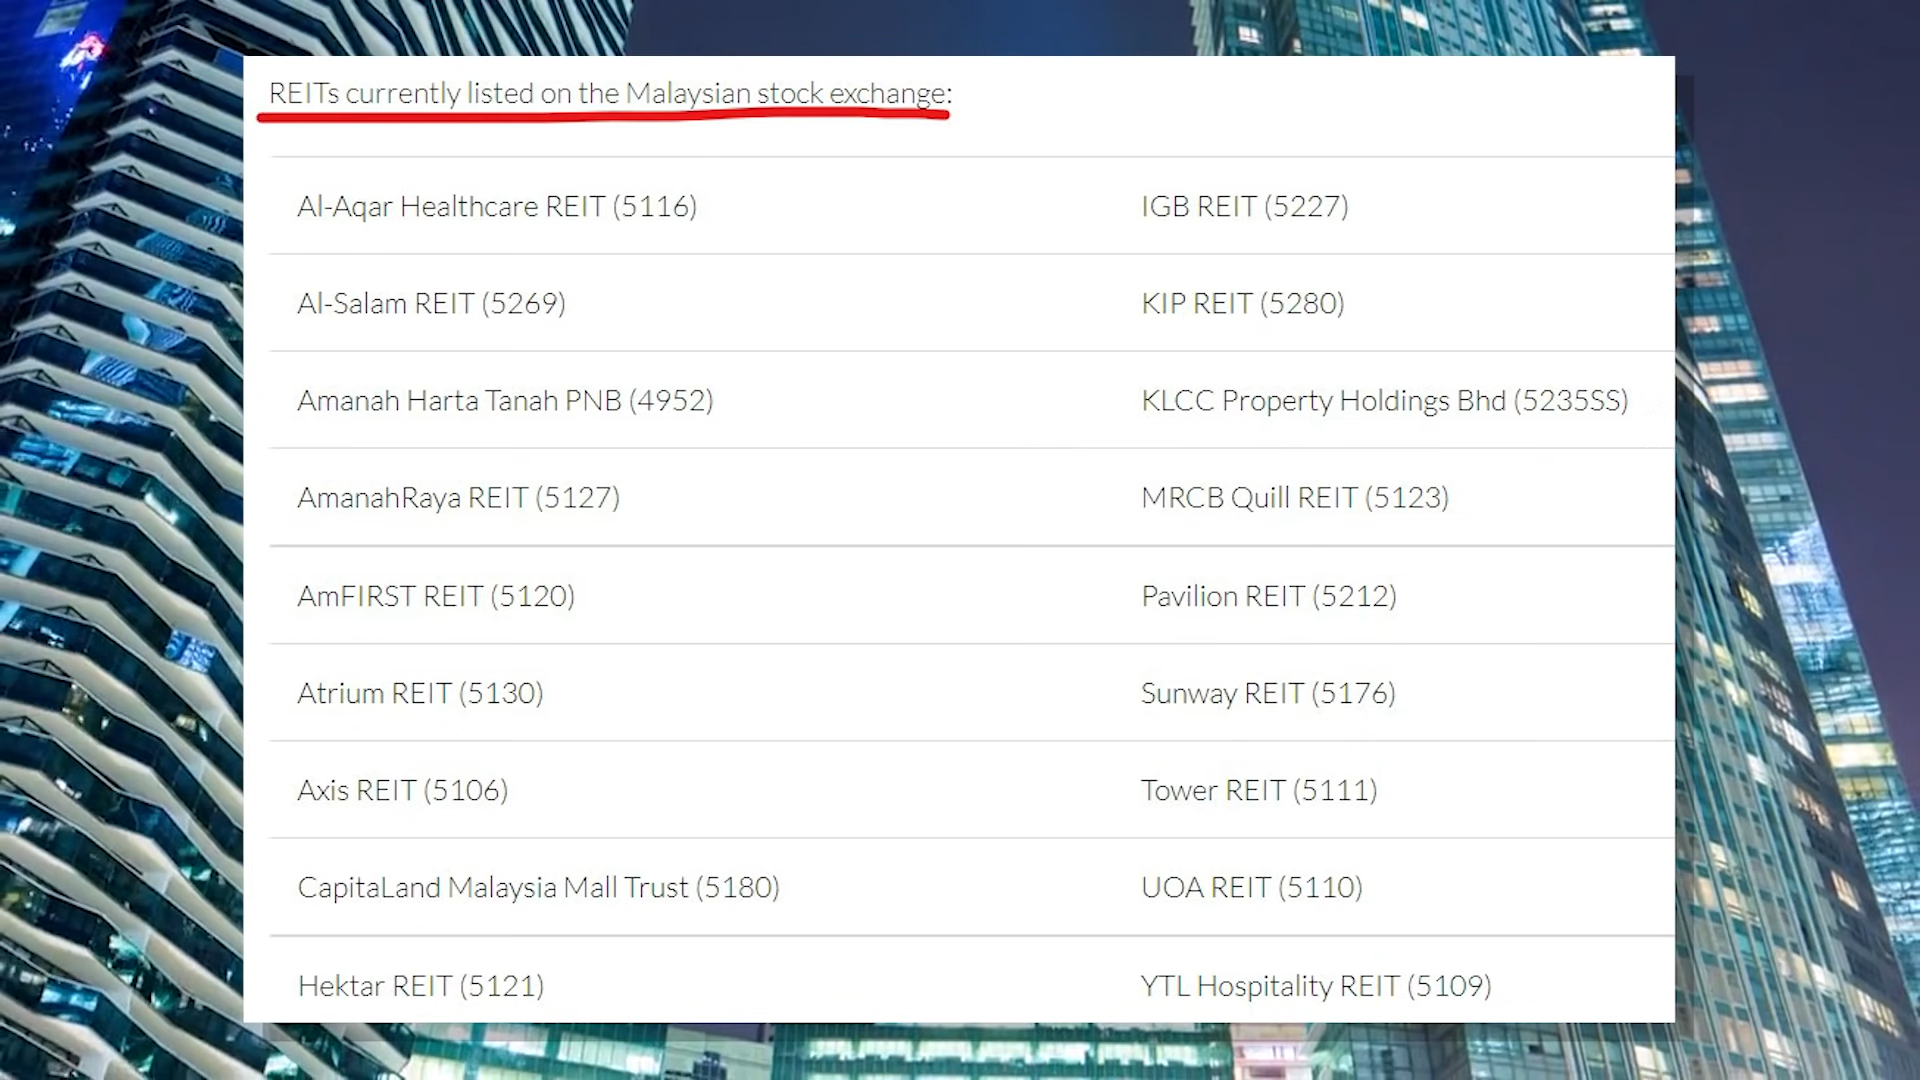 REITs currently listed on the Malaysian stock exchange:
Al-Aqar Healthcare REIT (5116)
IGB REIT (5227)
Al-Salam REIT (5269)
KIP REIT (5280)
Amanah Harta Tanah PNB (4952)
KLCC Property Holdings Bhd (5235SS)
AmanahRaya REIT (5127)
MRCB Quill REIT (5123)
AmFIRST REIT (5120)
Pavilion REIT (5212)
Atrium REIT (5130)
Sunway REIT (5176)
Axis REIT (5106)
Tower REIT (5111)
CapitaLand Malaysia Mall Trust (5180)
UOA REIT (5110)
Hektar REIT (5121)
YTL Hospitality REIT (5109)